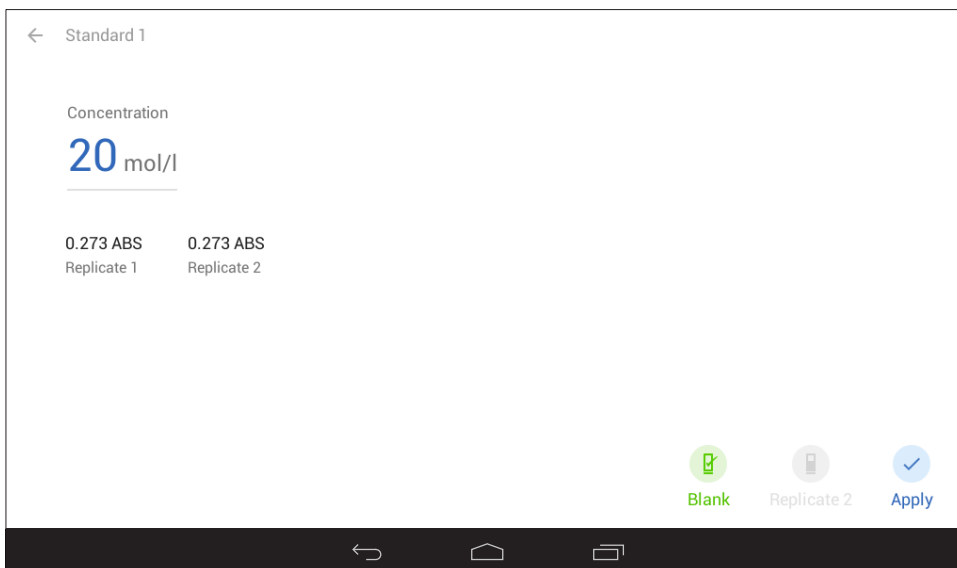 Standard 1
Concentration
20 mol/l
0.273 ABS 0.273 ABS
Replicate 1 Replicate 2
Blank Replicate 2 Apply